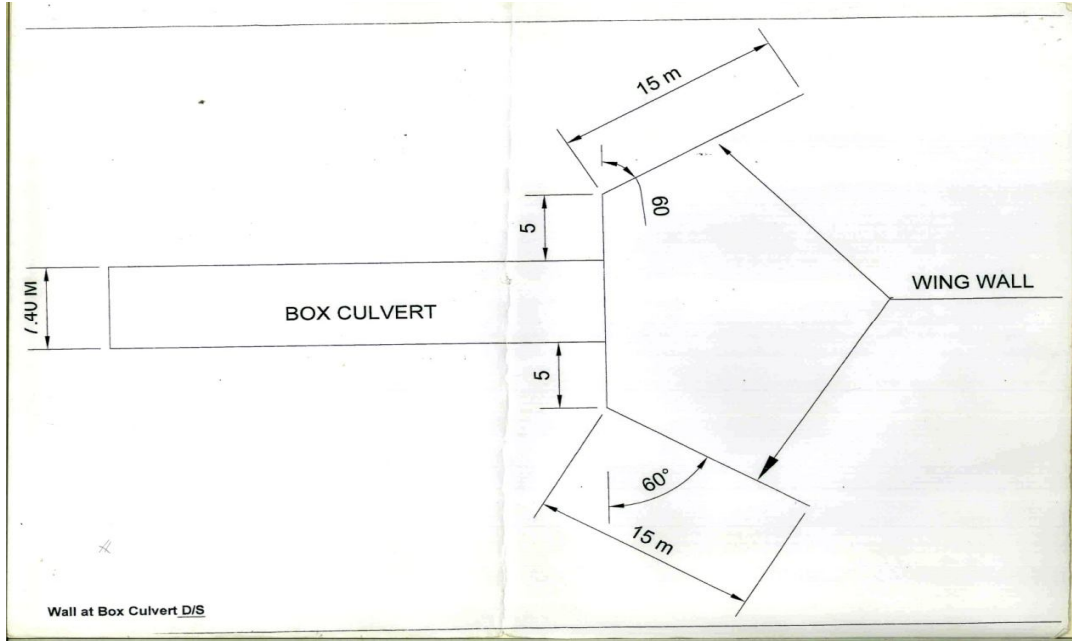 15 m
60
5
7.40 M
BOX CULVERT
WING WALL
5
60°
15 m
Wall at Box Culvert D/S